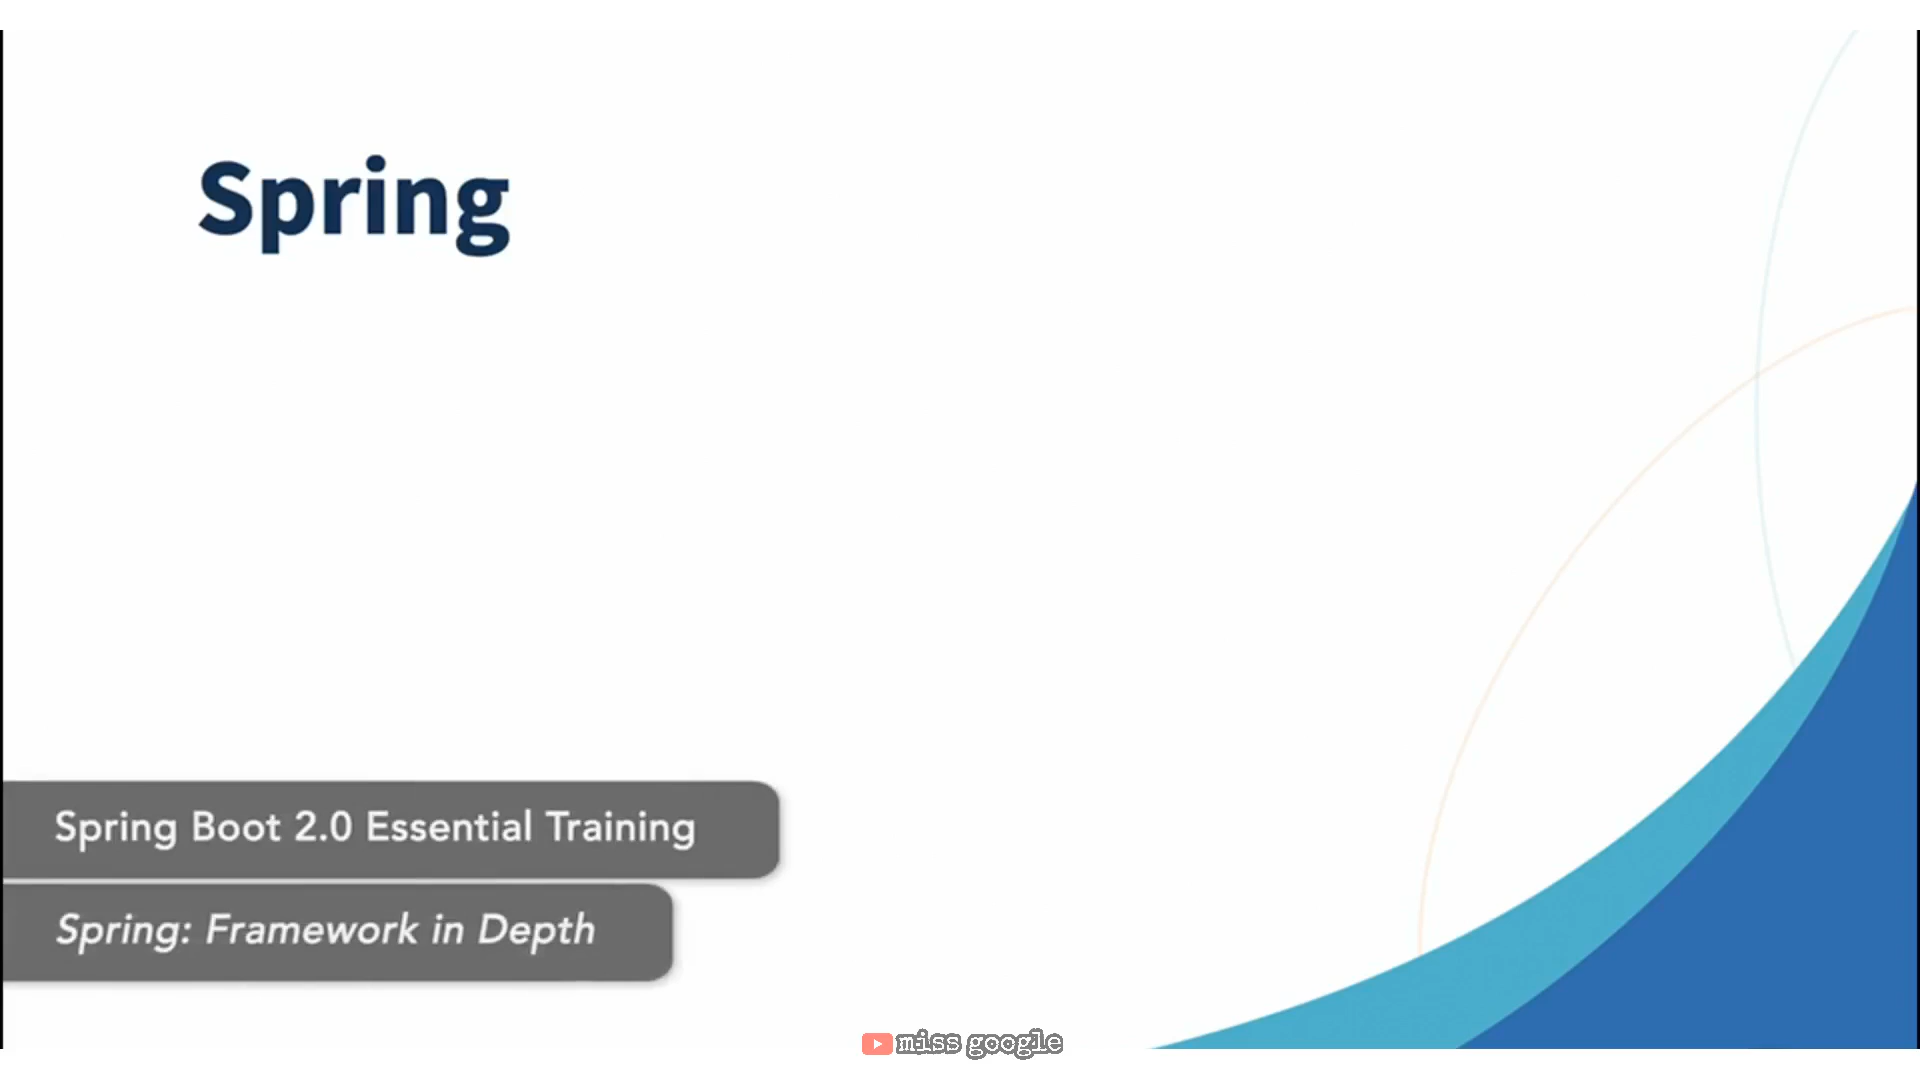 Spring
Spring Boot 2.0 Essential Training
Spring: Framework in Depth
miss google